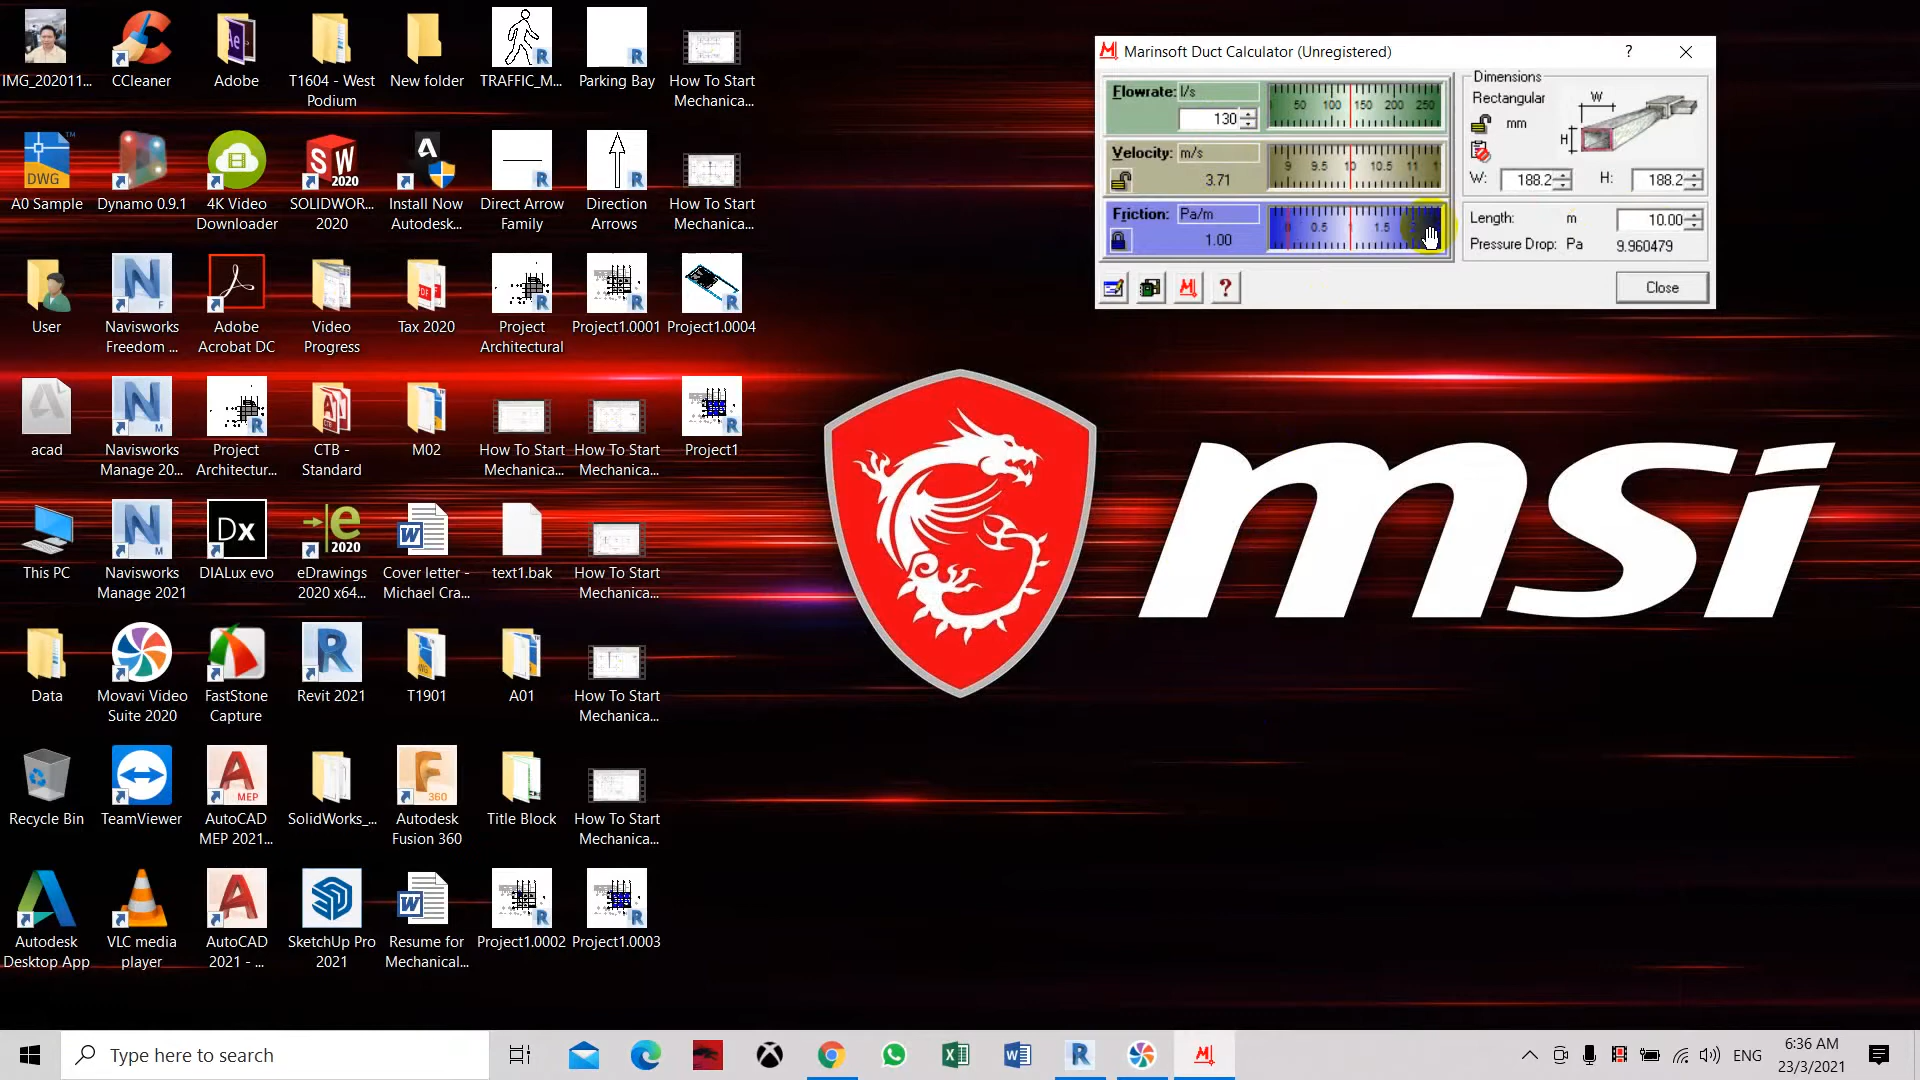 IMG_202011...
CCleaner
Adobe
T1604 - West
Podium
New folder
TRAFFIC_M...
Parking Bay
How To Start
Mechanica...
A0 Sample
Dynamo 0.9.1
4K Video
Downloader
SOLIDWOR...
2020
Install Now
Autodesk...
Direct Arrow
Family
Direction
Arrows
How To Start
Mechanica...
User
Navisworks
Freedom ...
Adobe
Acrobat DC
Video
Progress
Tax 2020
Project
Architectural
Project1.0001
Project1.0004
acad
Navisworks
Manage 20...
Project
Architectur...
CTB -
Standard
M02
How To Start
Mechanica...
How To Start
Mechanica...
Project1
This PC
Navisworks
Manage 2021
DIALux evo
eDrawings
2020 x64...
Cover letter -
Michael Cra...
text1.bak
How To Start
Mechanica...
Data
Movavi Video
Suite 2020
FastStone
Capture
Revit 2021
T1901
A01
How To Start
Mechanica...
Recycle Bin
TeamViewer
AutoCAD
MEP 2021...
SolidWorks_...
Autodesk
Fusion 360
Title Block
How To Start
Mechanica...
Autodesk
Desktop App
VLC media
player
AutoCAD
2021 - ...
SketchUp Pro
2021
Resume for
Mechanical...
Project1.0002
Project1.0003
Marinsoft Duct Calculator (Unregistered)
Flowrate: l/s
130
50 100 150 200 250
Velocity: m/s
3.71
9 9.5 10 10.5 11
Friction: Pa/m
1.00
0.5 1 1.5
Dimensions
Rectangular
mm
W
H
W: 188.2
H: 188.2
Length: m 10.00
Pressure Drop: Pa 9.960479
Close
msi
Type here to search
ENG
6:36 AM
23/3/2021